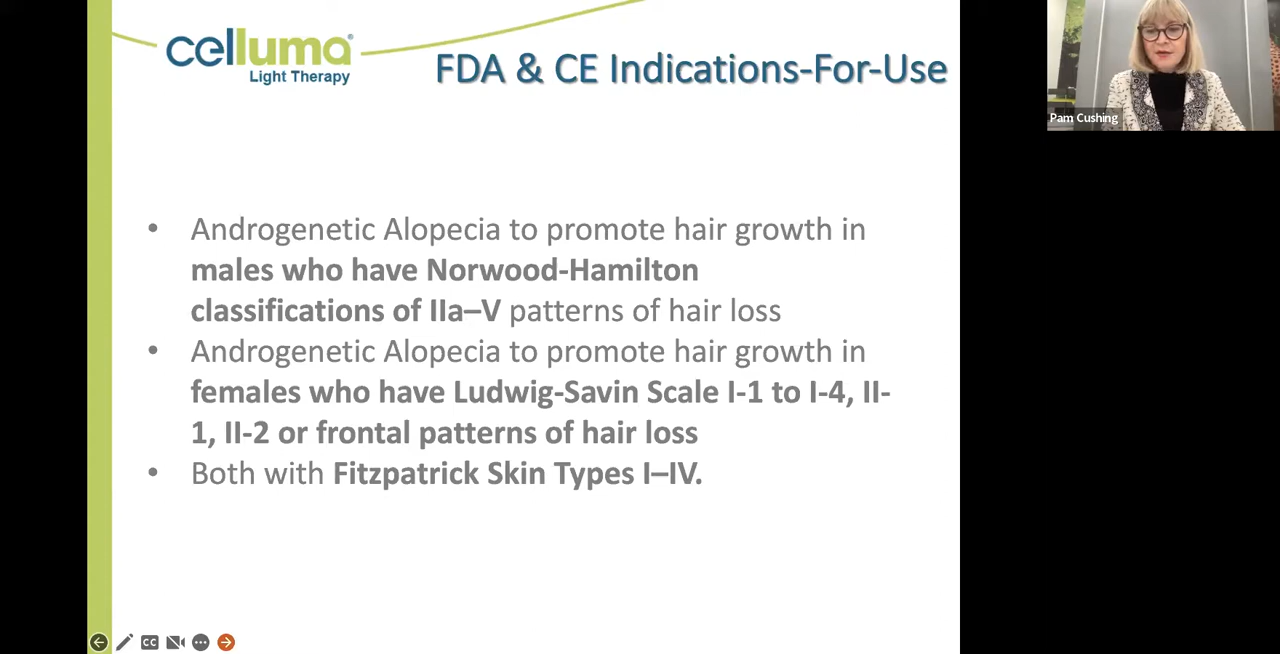 celluma®
Light Therapy
FDA & CE Indications-For-Use
Pam Cushing
• Androgenetic Alopecia to promote hair growth in
males who have Norwood-Hamilton
classifications of IIa–V patterns of hair loss
• Androgenetic Alopecia to promote hair growth in
females who have Ludwig-Savin Scale I-1 to I-4, II-
1, II-2 or frontal patterns of hair loss
• Both with Fitzpatrick Skin Types I–IV.
CC